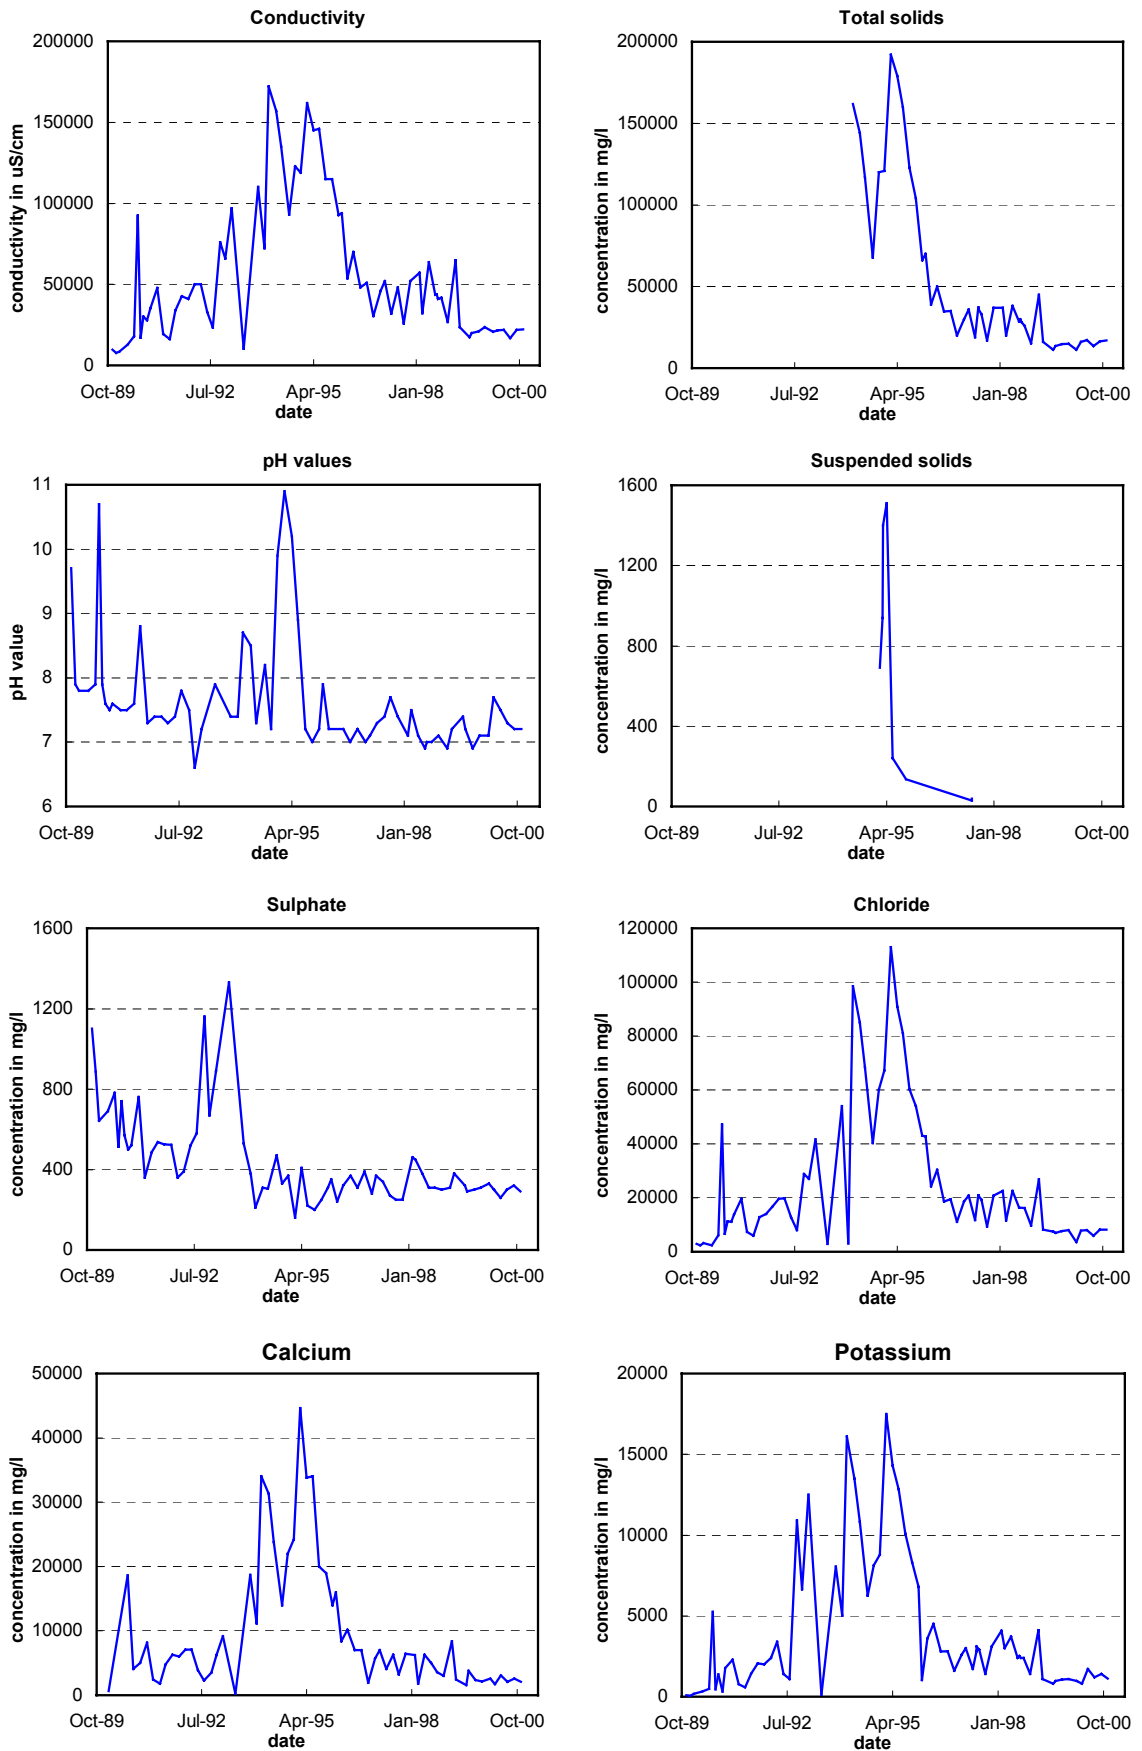 Conductivity
200000
150000
100000
50000
0
conductivity in uS/cm
Oct-89 Jul-92 Apr-95 Jan-98 Oct-00
date
Total solids
200000
150000
100000
50000
0
concentration in mg/l
Oct-89 Jul-92 Apr-95 Jan-98 Oct-00
date
pH values
11
10
9
8
7
6
pH value
Oct-89 Jul-92 Apr-95 Jan-98 Oct-00
date
Suspended solids
1600
1200
800
400
0
concentration in mg/l
Oct-89 Jul-92 Apr-95 Jan-98 Oct-00
date
Sulphate
1600
1200
800
400
0
concentration in mg/l
Oct-89 Jul-92 Apr-95 Jan-98 Oct-00
date
Chloride
120000
100000
80000
60000
40000
20000
0
concentration in mg/l
Oct-89 Jul-92 Apr-95 Jan-98 Oct-00
date
Calcium
50000
40000
30000
20000
10000
0
concentration in mg/l
Oct-89 Jul-92 Apr-95 Jan-98 Oct-00
date
Potassium
20000
15000
10000
5000
0
concentration in mg/l
Oct-89 Jul-92 Apr-95 Jan-98 Oct-00
date